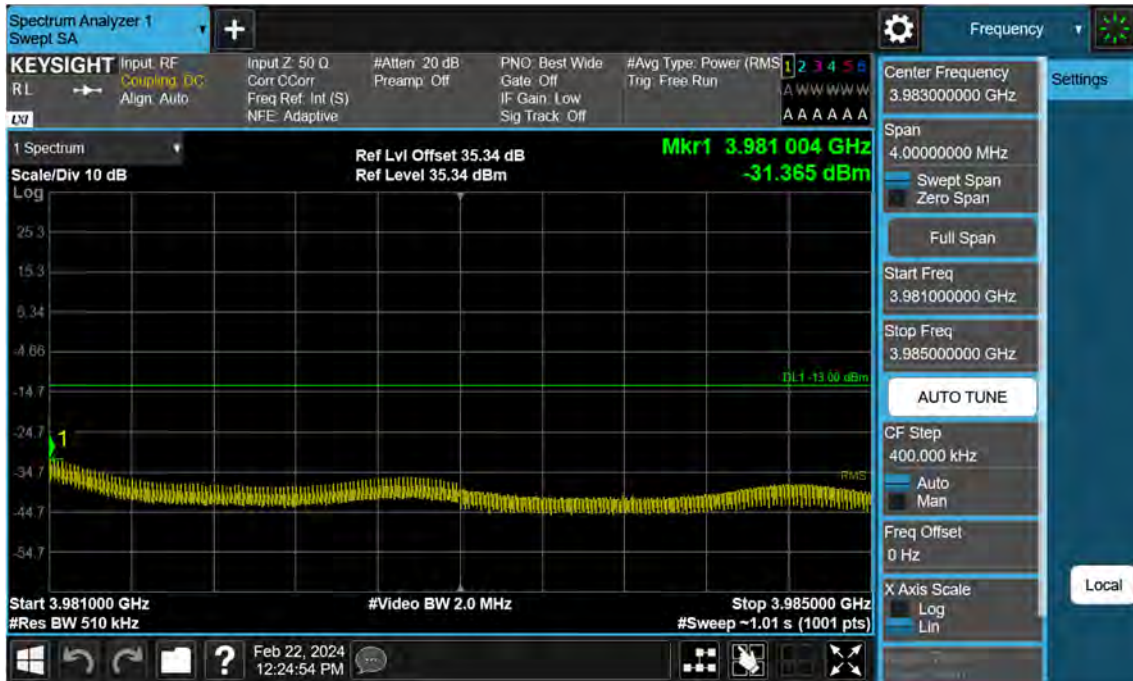 Spectrum Analyzer 1
Swept SA
Frequency
KEYSIGHT
RL
LXI
Input: RF
Coupling: DC
Align: Auto
Input Z: 50 Ω
Corr CCorr
Freq Ref: Int (S)
NFE: Adaptive
#Atten: 20 dB
Preamp: Off
PNO: Best Wide
Gate: Off
IF Gain: Low
Sig Track: Off
#Avg Type: Power (RMS
Trig: Free Run
1 2 3 4 5 6
A W W W W W
A A A A A A
1 Spectrum
Scale/Div 10 dB
Ref Lvl Offset 35.34 dB
Ref Level 35.34 dBm
Mkr1 3.981 004 GHz
-31.365 dBm
Log
25.3
15.3
5.34
-4.66
-14.7
-24.7
-34.7
-44.7
-54.7
DL1 -13.00 dBm
1
RMS
Start 3.981000 GHz
#Res BW 510 kHz
#Video BW 2.0 MHz
Stop 3.985000 GHz
#Sweep ~1.01 s (1001 pts)
Center Frequency
3.983000000 GHz
Settings
Span
4.00000000 MHz
Swept Span
Zero Span
Full Span
Start Freq
3.981000000 GHz
Stop Freq
3.985000000 GHz
AUTO TUNE
CF Step
400.000 kHz
Auto
Man
Freq Offset
0 Hz
X Axis Scale
Log
Lin
Local
?
Feb 22, 2024
12:24:54 PM